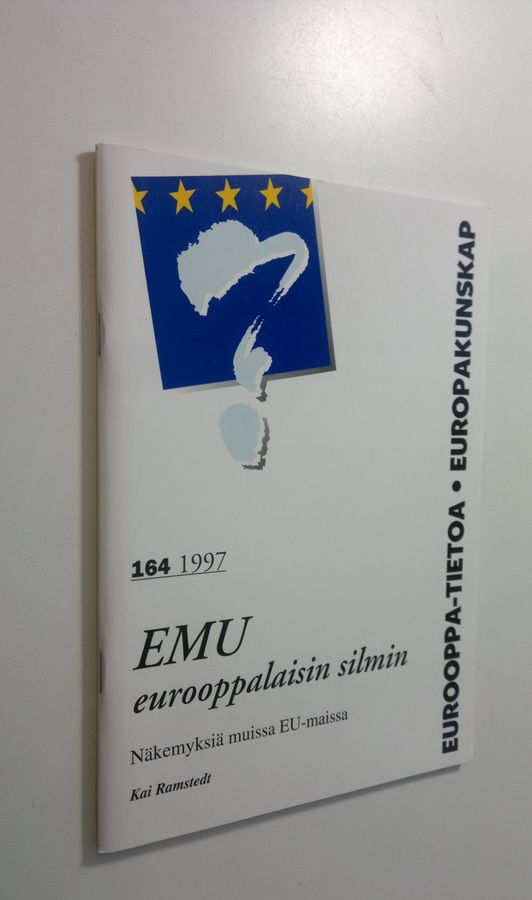 164 1997
EMU
eurooppalaisin silmin
Näkemyksiä muissa EU-maissa
Kai Ramstedt
EUROOPPA-TIETOA • EUROPAKUNSKAP